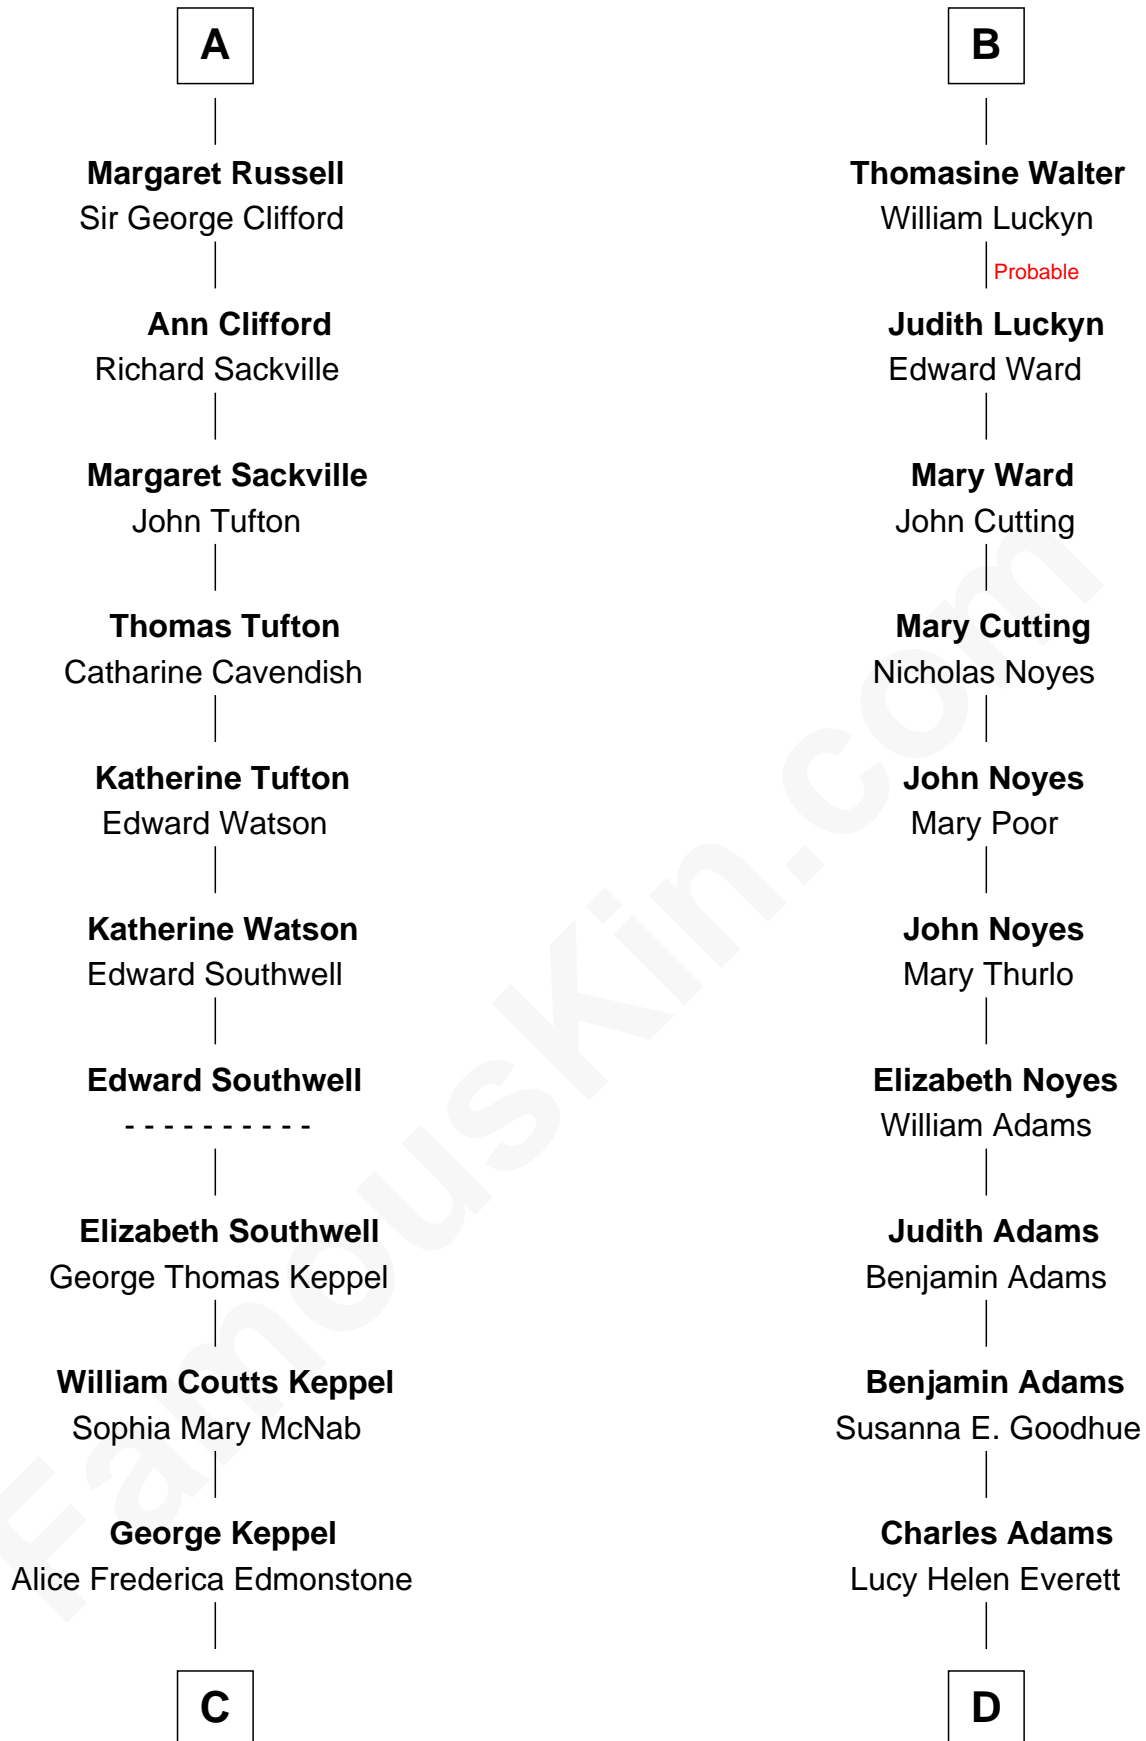 A
Margaret Russell
Sir George Clifford
Ann Clifford
Richard Sackville
Margaret Sackville
John Tufton
Thomas Tufton
Catharine Cavendish
Katherine Tufton
Edward Watson
Katherine Watson
Edward Southwell
Edward Southwell
- - - - - - - - - -
Elizabeth Southwell
George Thomas Keppel
William Coutts Keppel
Sophia Mary McNab
George Keppel
Alice Frederica Edmonstone
C
B
Thomasine Walter
William Luckyn
Probable
Judith Luckyn
Edward Ward
Mary Ward
John Cutting
Mary Cutting
Nicholas Noyes
John Noyes
Mary Poor
John Noyes
Mary Thurlo
Elizabeth Noyes
William Adams
Judith Adams
Benjamin Adams
Benjamin Adams
Susanna E. Goodhue
Charles Adams
Lucy Helen Everett
D
FamousKin.com